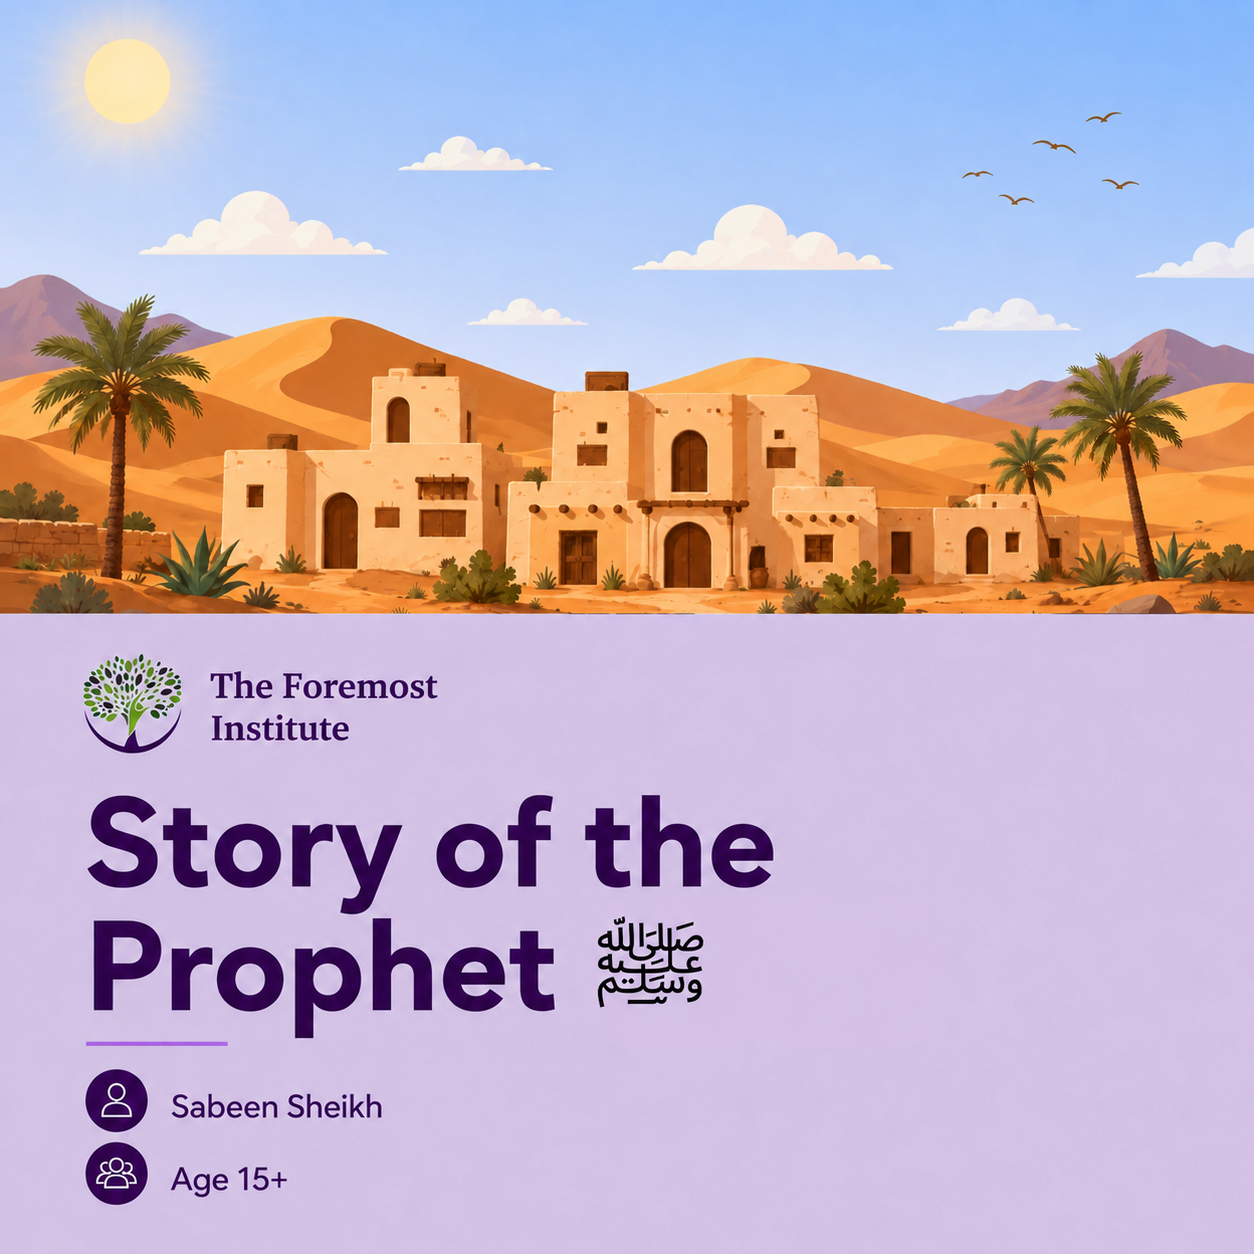 The Foremost
Institute
Story of the
Prophet صلى الله عليه وسلم
Sabeen Sheikh
Age 15+